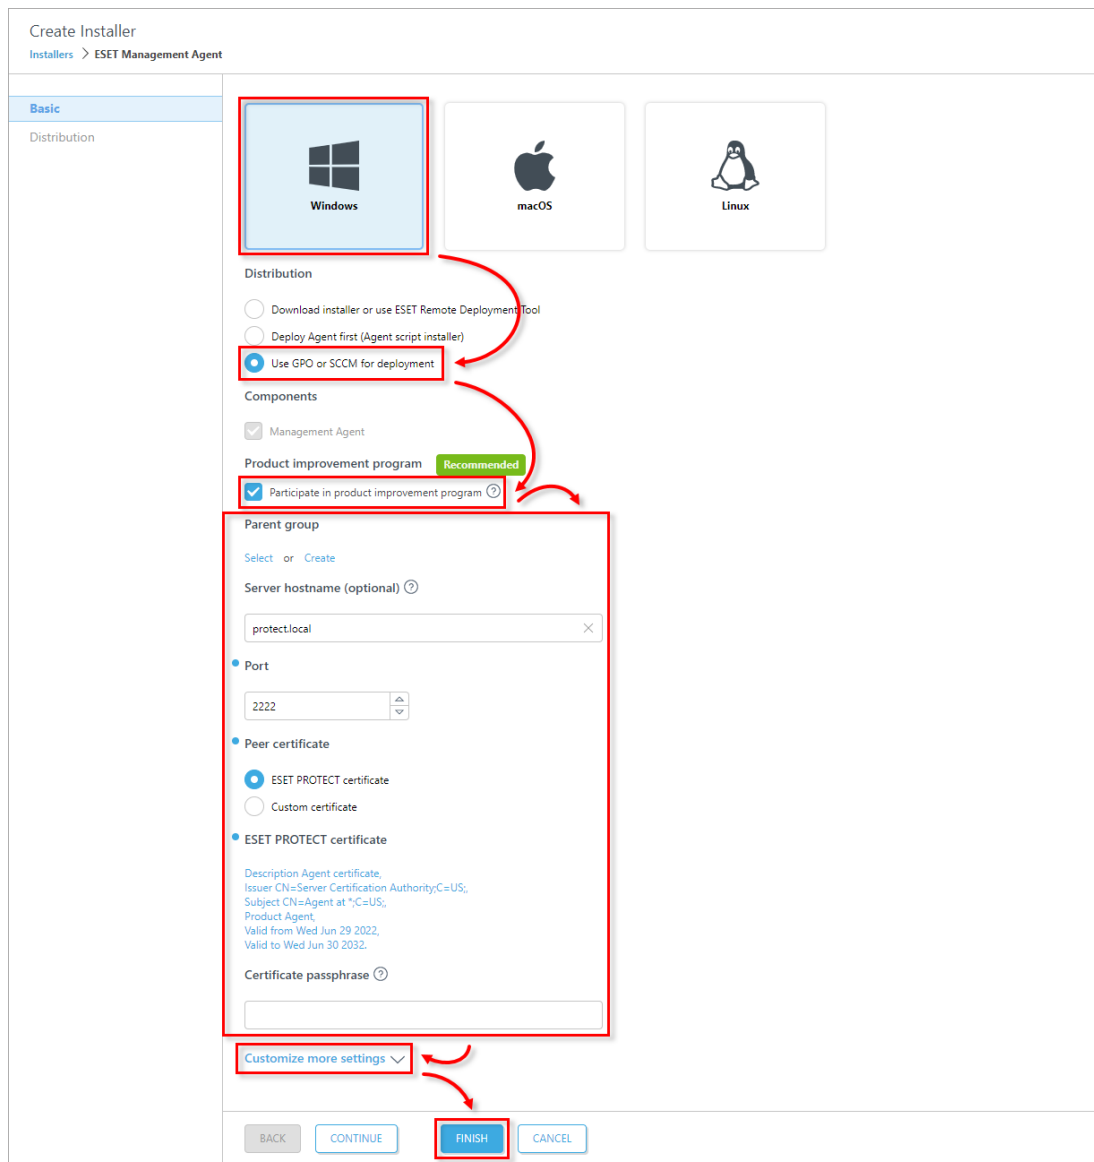 Create Installer
Installers > ESET Management Agent
Basic
Distribution
Windows
macOS
Linux
Distribution
Download installer or use ESET Remote Deployment Tool
Deploy Agent first (Agent script installer)
Use GPO or SCCM for deployment
Components
Management Agent
Product improvement program Recommended
Participate in product improvement program ?
Parent group
Select or Create
Server hostname (optional) ?
protect.local
Port
2222
Peer certificate
ESET PROTECT certificate
Custom certificate
ESET PROTECT certificate
Description Agent certificate,
Issuer CN=Server Certification Authority;C=US;,
Subject CN=Agent at *;C=US;,
Product Agent,
Valid from Wed Jun 29 2022,
Valid to Wed Jun 30 2032.
Certificate passphrase ?
Customize more settings
BACK CONTINUE FINISH CANCEL